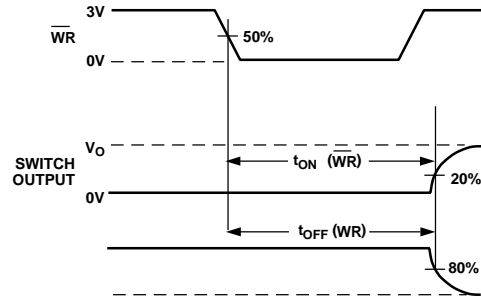 3V
WR
50%
0V
VO
SWITCH
OUTPUT
tON (WR)
20%
0V
tOFF (WR)
80%